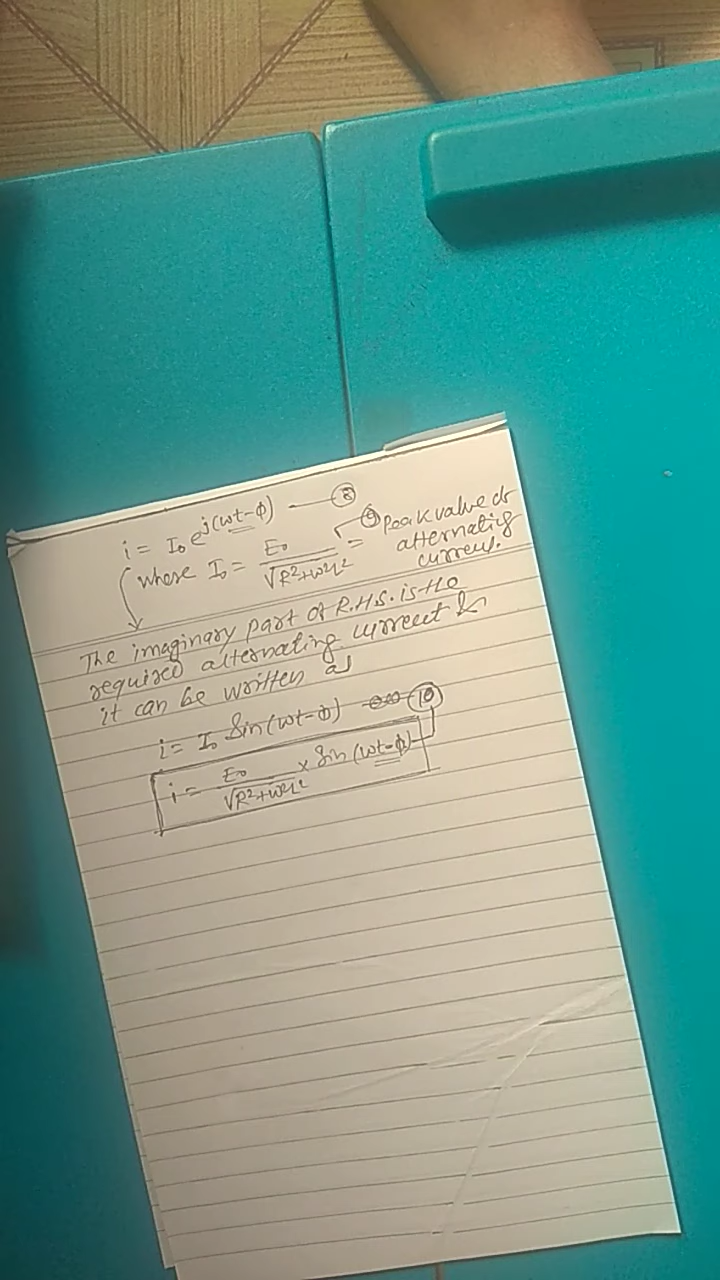 i = I₀ e^j(ωt-φ) — ⑧
where I₀ = E₀/√R²+ω²L² = ⑨ Peak value of alternating current.
The imaginary part of R.H.S. is the
required alternating current &
it can be written as
i = I₀ Sin(ωt-φ) — ⑩
i = E₀/√R²+ω²L² × Sin(ωt-φ)